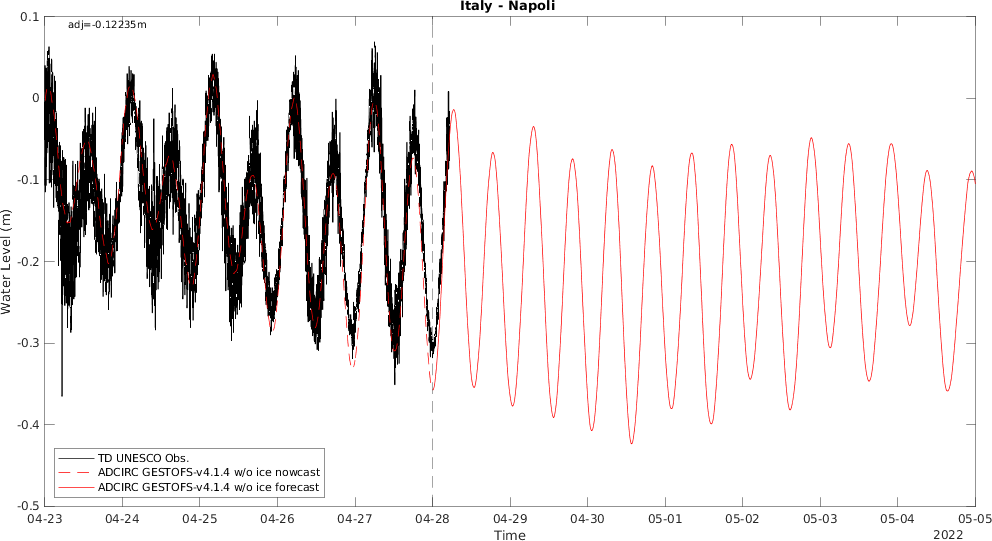 Italy - Napoli
adj=-0.12235m
0.1
0
-0.1
-0.2
-0.3
-0.4
-0.5
Water Level (m)
TD UNESCO Obs.
ADCIRC GESTOFS-v4.1.4 w/o ice nowcast
ADCIRC GESTOFS-v4.1.4 w/o ice forecast
04-23 04-24 04-25 04-26 04-27 04-28 04-29 04-30 05-01 05-02 05-03 05-04 05-05
Time
2022